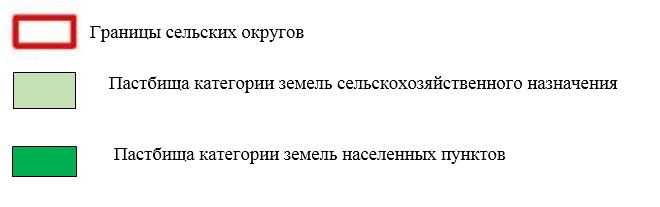 Границы сельских округов
Пастбища категории земель сельскохозяйственного назначения
Пастбища категории земель населенных пунктов